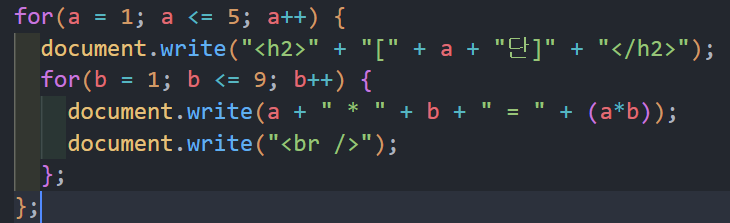 for(a = 1; a <= 5; a++) {
  document.write("<h2>" + "[" + a + "단]" + "</h2>");
  for(b = 1; b <= 9; b++) {
    document.write(a + " * " + b + " = " + (a*b));
    document.write("<br />");
  };
};